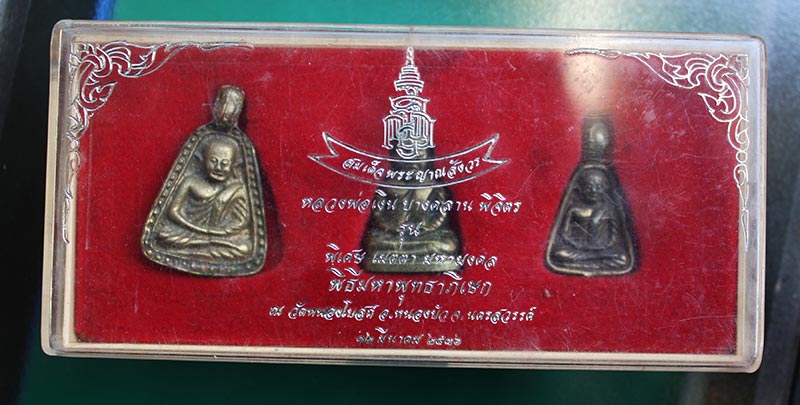 สมเด็จพระญาณสังวร
หลวงพ่อเงิน บางคลาน พิจิตร
รุ่น
พิเศษ เมตตา มหามงคล
พิธีมหาพุทธาภิเษก
ณ วัดหนองโบสถ์ อ.หนองบัว จ.นครสวรรค์
๑๒ มีนาคม ๒๕๓๖